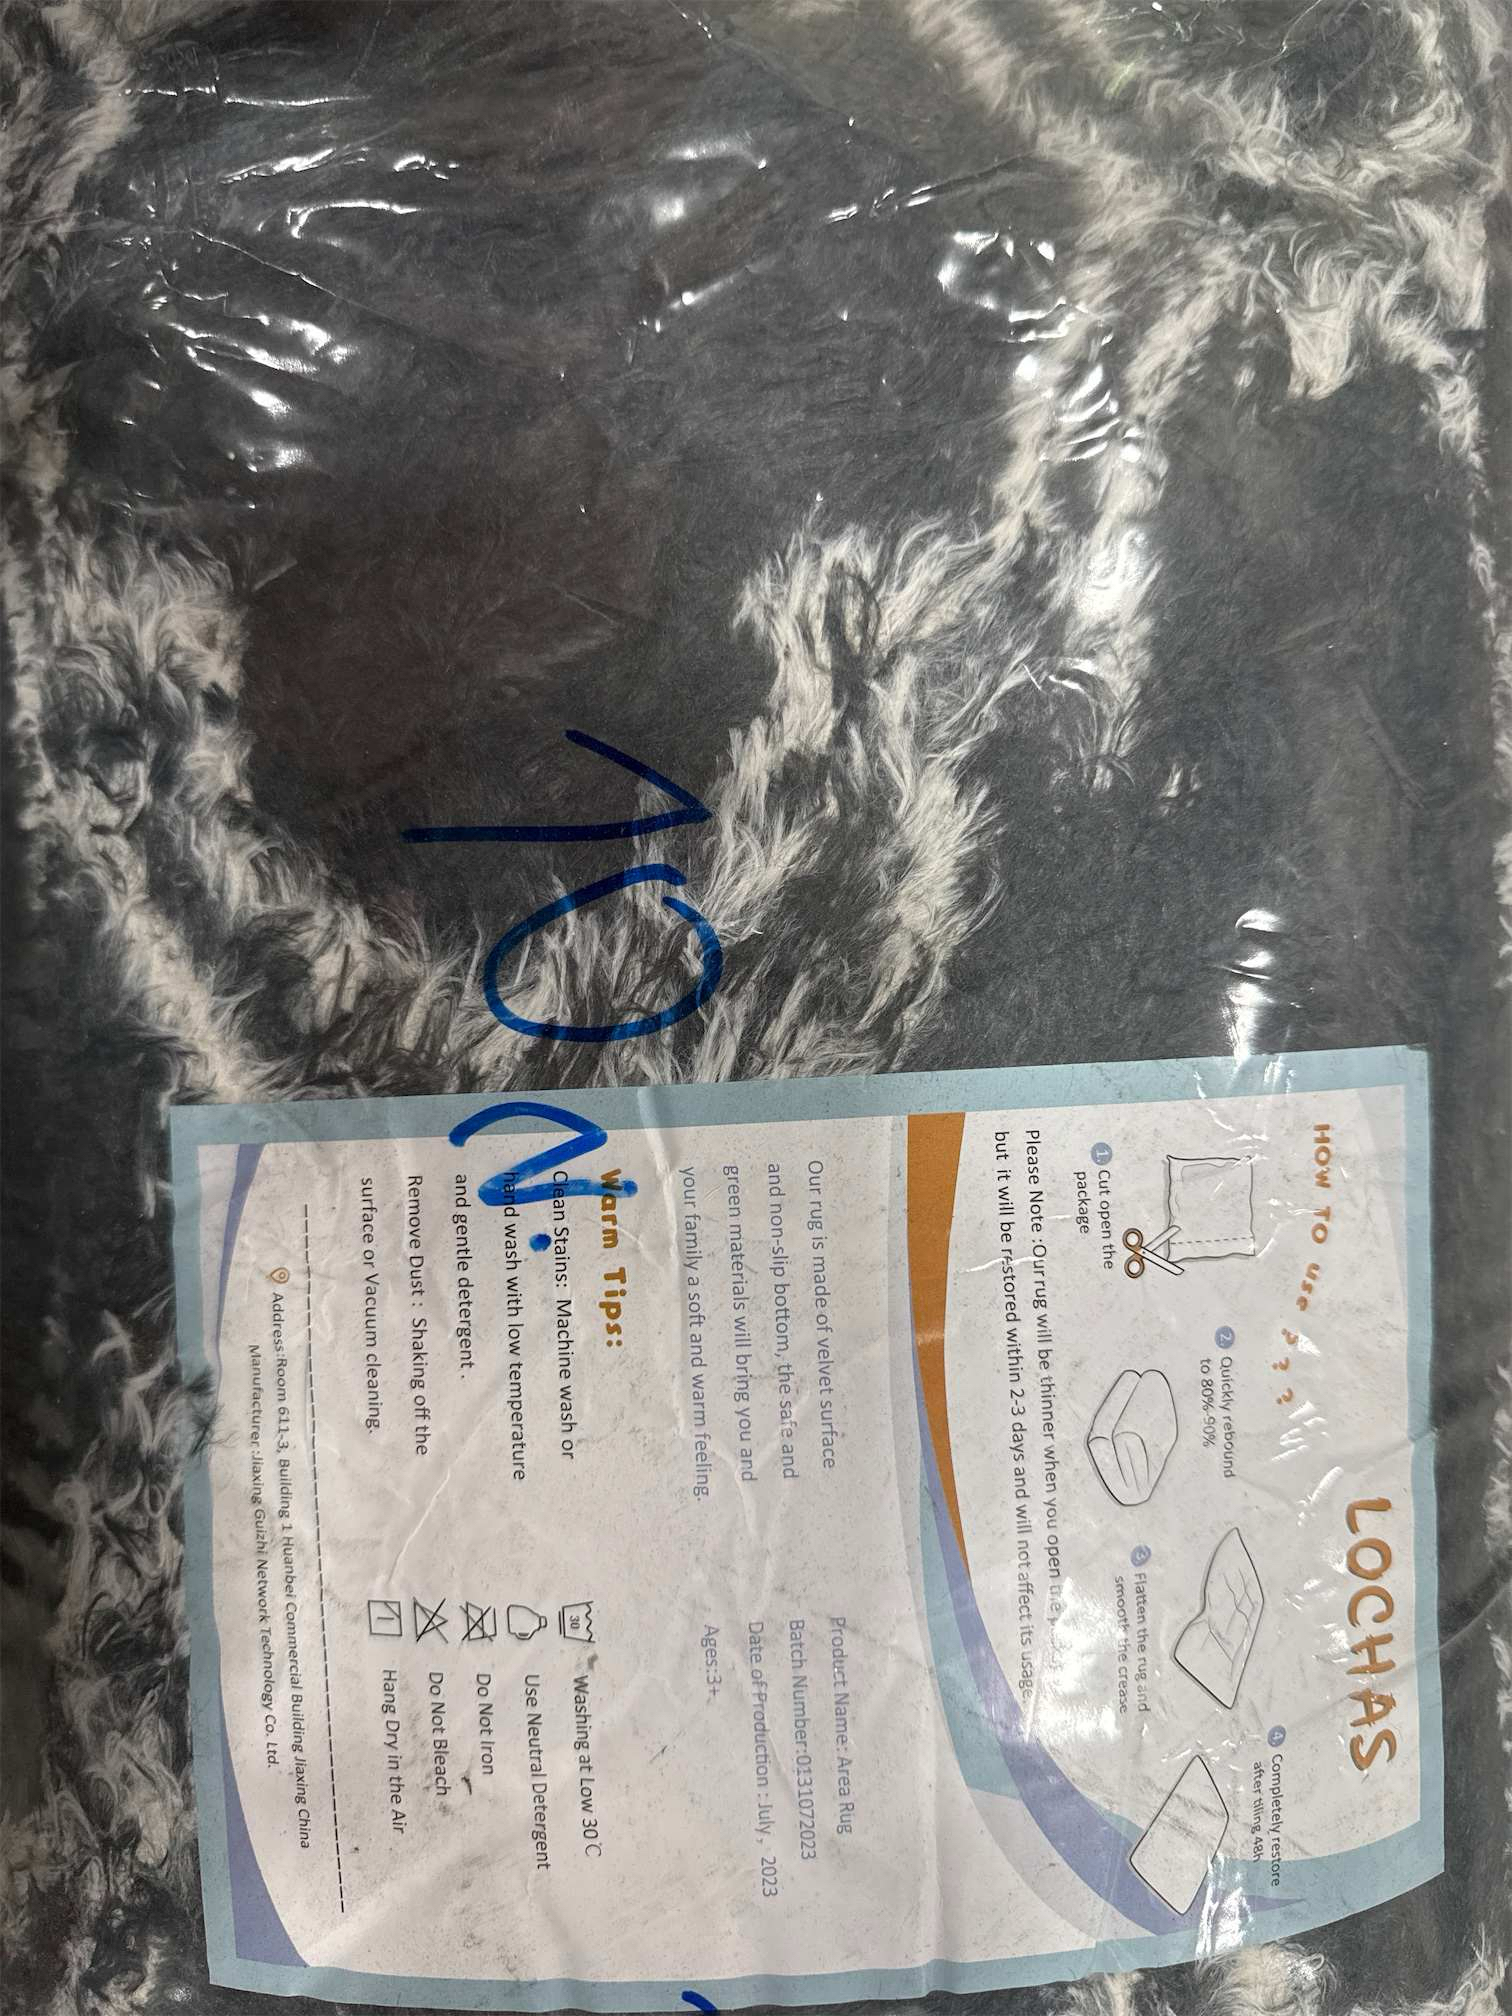 LOCHAS
HOW TO use ? ? ?
1. Cut open the
package
2. Quickly rebound
to 80%-90%
3. Flatten the rug and
smooth the crease
4. Completely restore
after tiling 48h
Please Note :Our rug will be thinner when you open the
but it will be restored within 2-3 days and will not affect its usage.
Our rug is made of velvet surface
and non-slip bottom, the safe and
green materials will bring you and
your family a soft and warm feeling.
Product Name: Area Rug
Batch Number:0131072023
Date of Production :July, 2023
Ages:3+
Warm Tips:
Clean Stains: Machine wash or
hand wash with low temperature
and gentle detergent .
Remove Dust : Shaking off the
surface or Vacuum cleaning.
30 Washing at Low 30℃
Use Neutral Detergent
Do Not Iron
Do Not Bleach
Hang Dry in the Air
Address:Room 611-3, Building 1 Huanbei Commercial Building Jiaxing China
Manufacturer :Jiaxing Guizhi Network Technology Co. Ltd.
10